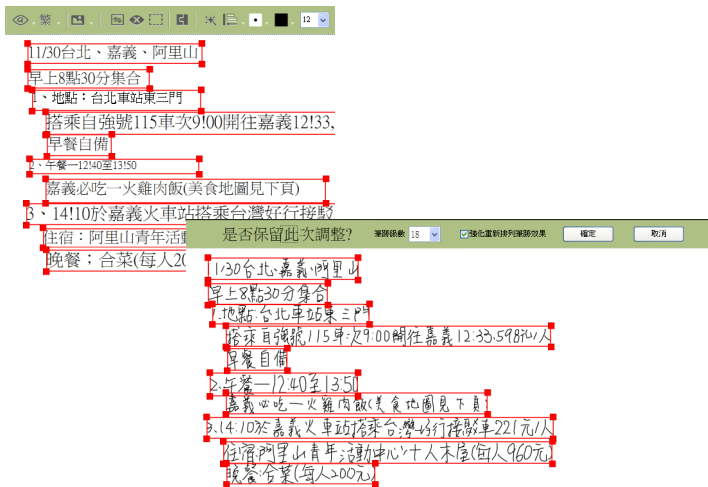 繁
12
11/30台北、嘉義、阿里山
早上8點30分集合
1、地點：台北車站東三門
搭乘自強號115車次9!00開往嘉義12!33,
早餐自備
2、午餐一12!40至13!50
嘉義必吃一火雞肉飯(美食地圖見下頁)
3、14!10於嘉義火車站搭乘台灣好行接駁
住宿：阿里山青年活動
晚餐；合菜(每人20
是否保留此次調整? 筆跡級數 18 強化重新排列筆跡效果 確定 取消
11/30台北、嘉義、阿里山
早上8點30分集合
1.地點:台北車站東三門
搭乘自強號115車次9:00開往嘉義12:33.598元/人
早餐自備
2.午餐一12:40至13:50
嘉義必吃一火雞肉飯(美食地圖見下頁)
3.14:10於嘉義火車站搭乘台灣好行接駁車221元/人
住宿:阿里山青年活動中心十人木屋(每人960元)
晚餐:合菜(每人200元)